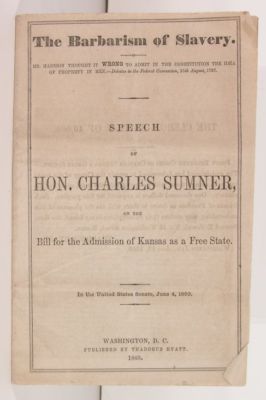 The Barbarism of Slavery.
MR. MADISON THOUGHT IT WRONG TO ADMIT IN THE CONSTITUTION THE IDEA
OF PROPERTY IN MEN.—Debates in the Federal Convention, 25th August, 1787.
SPEECH
OF
HON. CHARLES SUMNER,
ON THE
Bill for the Admission of Kansas as a Free State.
In the United States Senate, June 4, 1860.
WASHINGTON, D. C.
PUBLISHED BY THADDEUS HYATT.
1860.